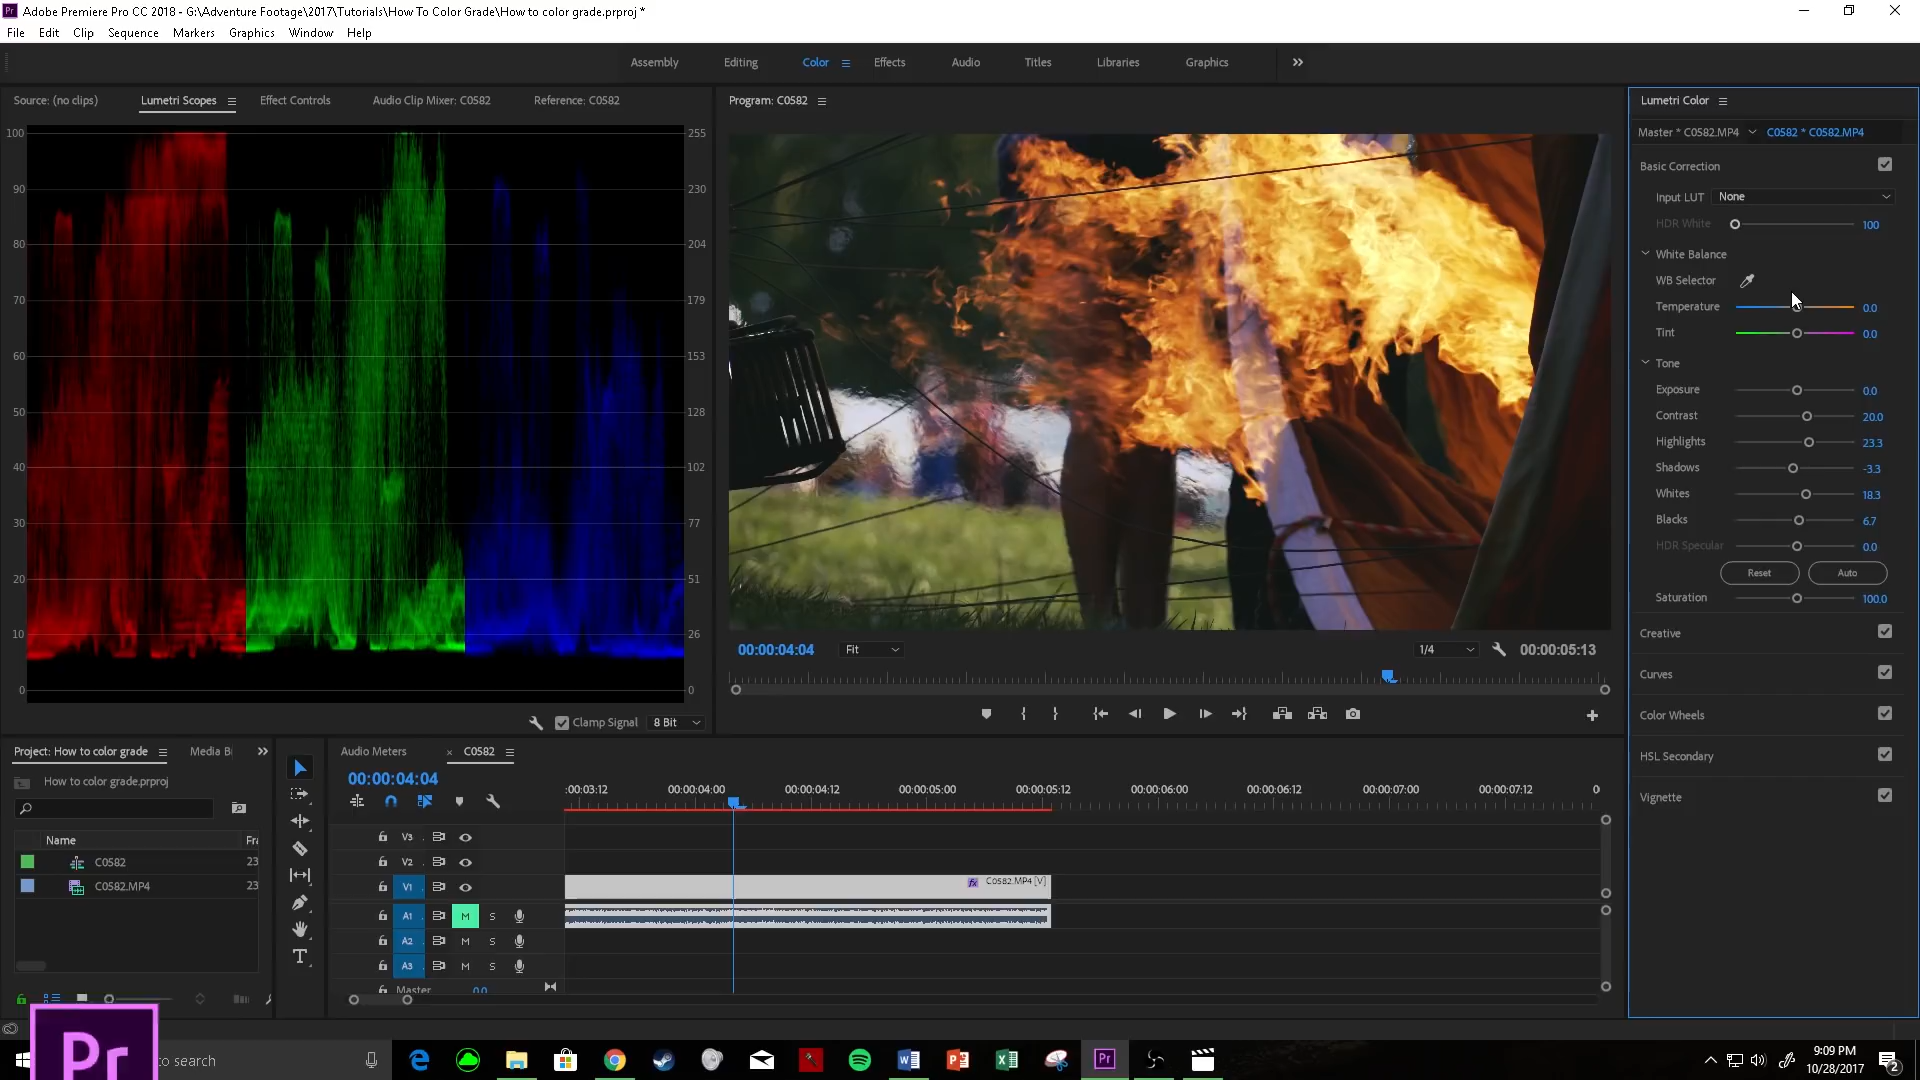 Adobe Premiere Pro CC 2018 - G:\Adventure Footage\2017\Tutorials\How To Color Grade\How to color grade.prproj *
File Edit Clip Sequence Markers Graphics Window Help
Assembly Editing Color Effects Audio Titles Libraries Graphics
Source: (no clips) Lumetri Scopes Effect Controls Audio Clip Mixer: C0582 Reference: C0582
Program: C0582
Lumetri Color
Master * C0582.MP4 C0582 * C0582.MP4
Basic Correction
Input LUT None
HDR White 100
White Balance
WB Selector
Temperature 0.0
Tint 0.0
Tone
Exposure 0.0
Contrast 20.0
Highlights 23.3
Shadows -3.3
Whites 18.3
Blacks 6.7
HDR Specular 0.0
Reset Auto
Saturation 100.0
Creative
Curves
Color Wheels
HSL Secondary
Vignette
100 255
90 230
80 204
70 179
60 153
50 128
40 102
30 77
20 51
10 26
0 0
Clamp Signal 8 Bit
00:00:04:04 Fit 1/4 00:00:05:13
Project: How to color grade Media B
How to color grade.prproj
Name Fr
C0582 23
C0582.MP4 23
Audio Meters × C0582
00:00:04:04
:00:03:12 00:00:04:00 00:00:04:12 00:00:05:00 00:00:05:12 00:00:06:00 00:00:06:12 00:00:07:00 00:00:07:12 0
V3
V2
V1 fx C0582.MP4 [V]
A1 M S
A2 M S
A3 M S
Master 0.0
T
Pr
to search
Pr
9:09 PM
10/28/2017
2